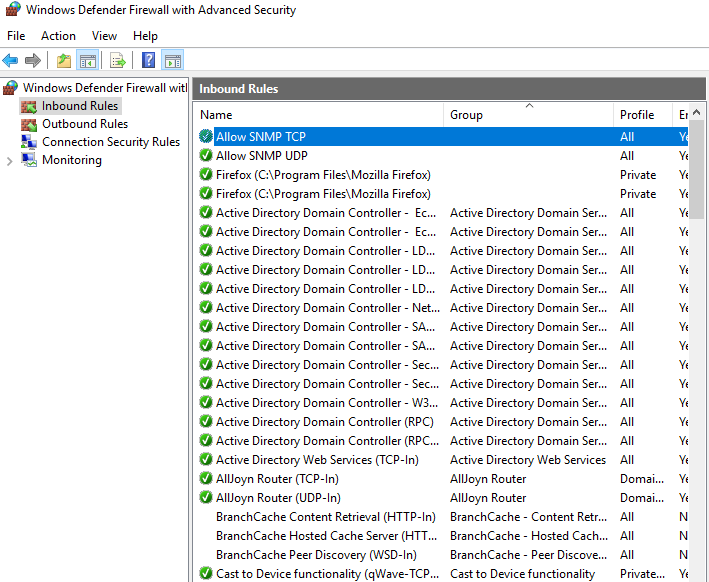 Windows Defender Firewall with Advanced Security
File Action View Help
Windows Defender Firewall wit
Inbound Rules
Outbound Rules
Connection Security Rules
Monitoring
Inbound Rules
Name Group Profile En
Allow SNMP TCP All Ye
Allow SNMP UDP All Ye
Firefox (C:\Program Files\Mozilla Firefox) Private Ye
Firefox (C:\Program Files\Mozilla Firefox) Private Ye
Active Directory Domain Controller - Ec... Active Directory Domain Ser... All Ye
Active Directory Domain Controller - Ec... Active Directory Domain Ser... All Ye
Active Directory Domain Controller - LD... Active Directory Domain Ser... All Ye
Active Directory Domain Controller - LD... Active Directory Domain Ser... All Ye
Active Directory Domain Controller - LD... Active Directory Domain Ser... All Ye
Active Directory Domain Controller - Net... Active Directory Domain Ser... All Ye
Active Directory Domain Controller - SA... Active Directory Domain Ser... All Ye
Active Directory Domain Controller - SA... Active Directory Domain Ser... All Ye
Active Directory Domain Controller - Sec... Active Directory Domain Ser... All Ye
Active Directory Domain Controller - Sec... Active Directory Domain Ser... All Ye
Active Directory Domain Controller - W3... Active Directory Domain Ser... All Ye
Active Directory Domain Controller (RPC) Active Directory Domain Ser... All Ye
Active Directory Domain Controller (RPC... Active Directory Domain Ser... All Ye
Active Directory Web Services (TCP-In) Active Directory Web Services All Ye
AllJoyn Router (TCP-In) AllJoyn Router Domai... Ye
AllJoyn Router (UDP-In) AllJoyn Router Domai... Ye
BranchCache Content Retrieval (HTTP-In) BranchCache - Content Retr... All N
BranchCache Hosted Cache Server (HTT... BranchCache - Hosted Cach... All N
BranchCache Peer Discovery (WSD-In) BranchCache - Peer Discove... All N
Cast to Device functionality (qWave-TCP... Cast to Device functionality Private... Ye